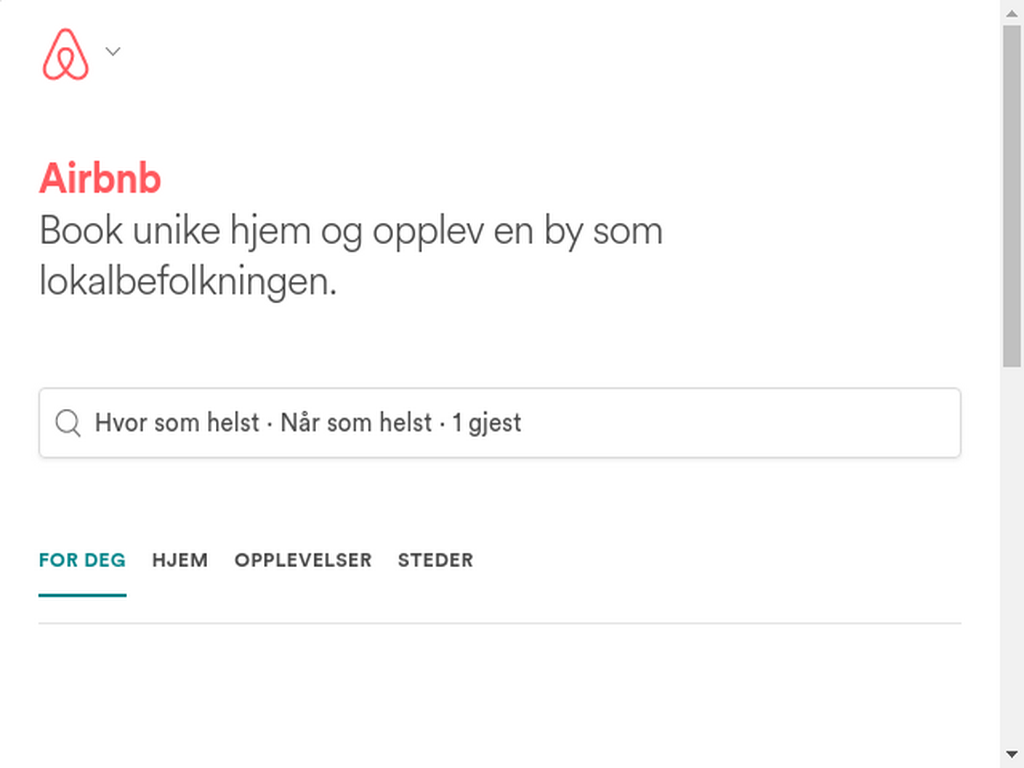 Airbnb
Book unike hjem og opplev en by som
lokalbefolkningen.
Hvor som helst · Når som helst · 1 gjest
FOR DEG HJEM OPPLEVELSER STEDER